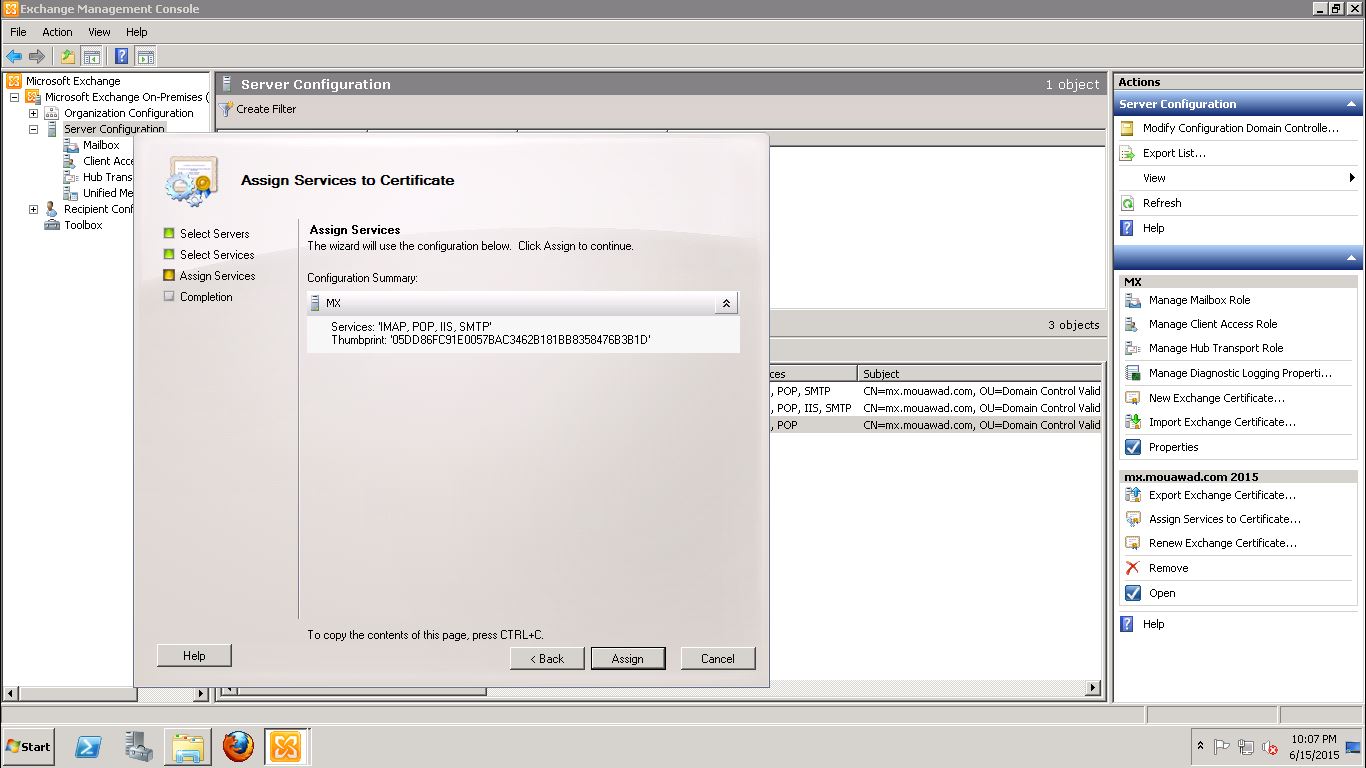 Exchange Management Console
File Action View Help
Microsoft Exchange
Microsoft Exchange On-Premises (
Organization Configuration
Server Configuration
Mailbox
Client Acce
Hub Trans
Unified Me
Recipient Conf
Toolbox
Server Configuration 1 object
Create Filter
Assign Services to Certificate
Select Servers
Select Services
Assign Services
Completion
Assign Services
The wizard will use the configuration below. Click Assign to continue.
Configuration Summary:
MX
Services: 'IMAP, POP, IIS, SMTP'
Thumbprint: '05DD86FC91E0057BAC3462B181BB8358476B3B1D'
To copy the contents of this page, press CTRL+C.
Help
< Back
Assign
Cancel
3 objects
ces Subject
, POP, SMTP CN=mx.mouawad.com, OU=Domain Control Valid
, POP, IIS, SMTP CN=mx.mouawad.com, OU=Domain Control Valid
, POP CN=mx.mouawad.com, OU=Domain Control Valid
Actions
Server Configuration
Modify Configuration Domain Controlle...
Export List...
View
Refresh
Help
MX
Manage Mailbox Role
Manage Client Access Role
Manage Hub Transport Role
Manage Diagnostic Logging Properti...
New Exchange Certificate...
Import Exchange Certificate...
Properties
mx.mouawad.com 2015
Export Exchange Certificate...
Assign Services to Certificate...
Renew Exchange Certificate...
Remove
Open
Help
Start
10:07 PM
6/15/2015